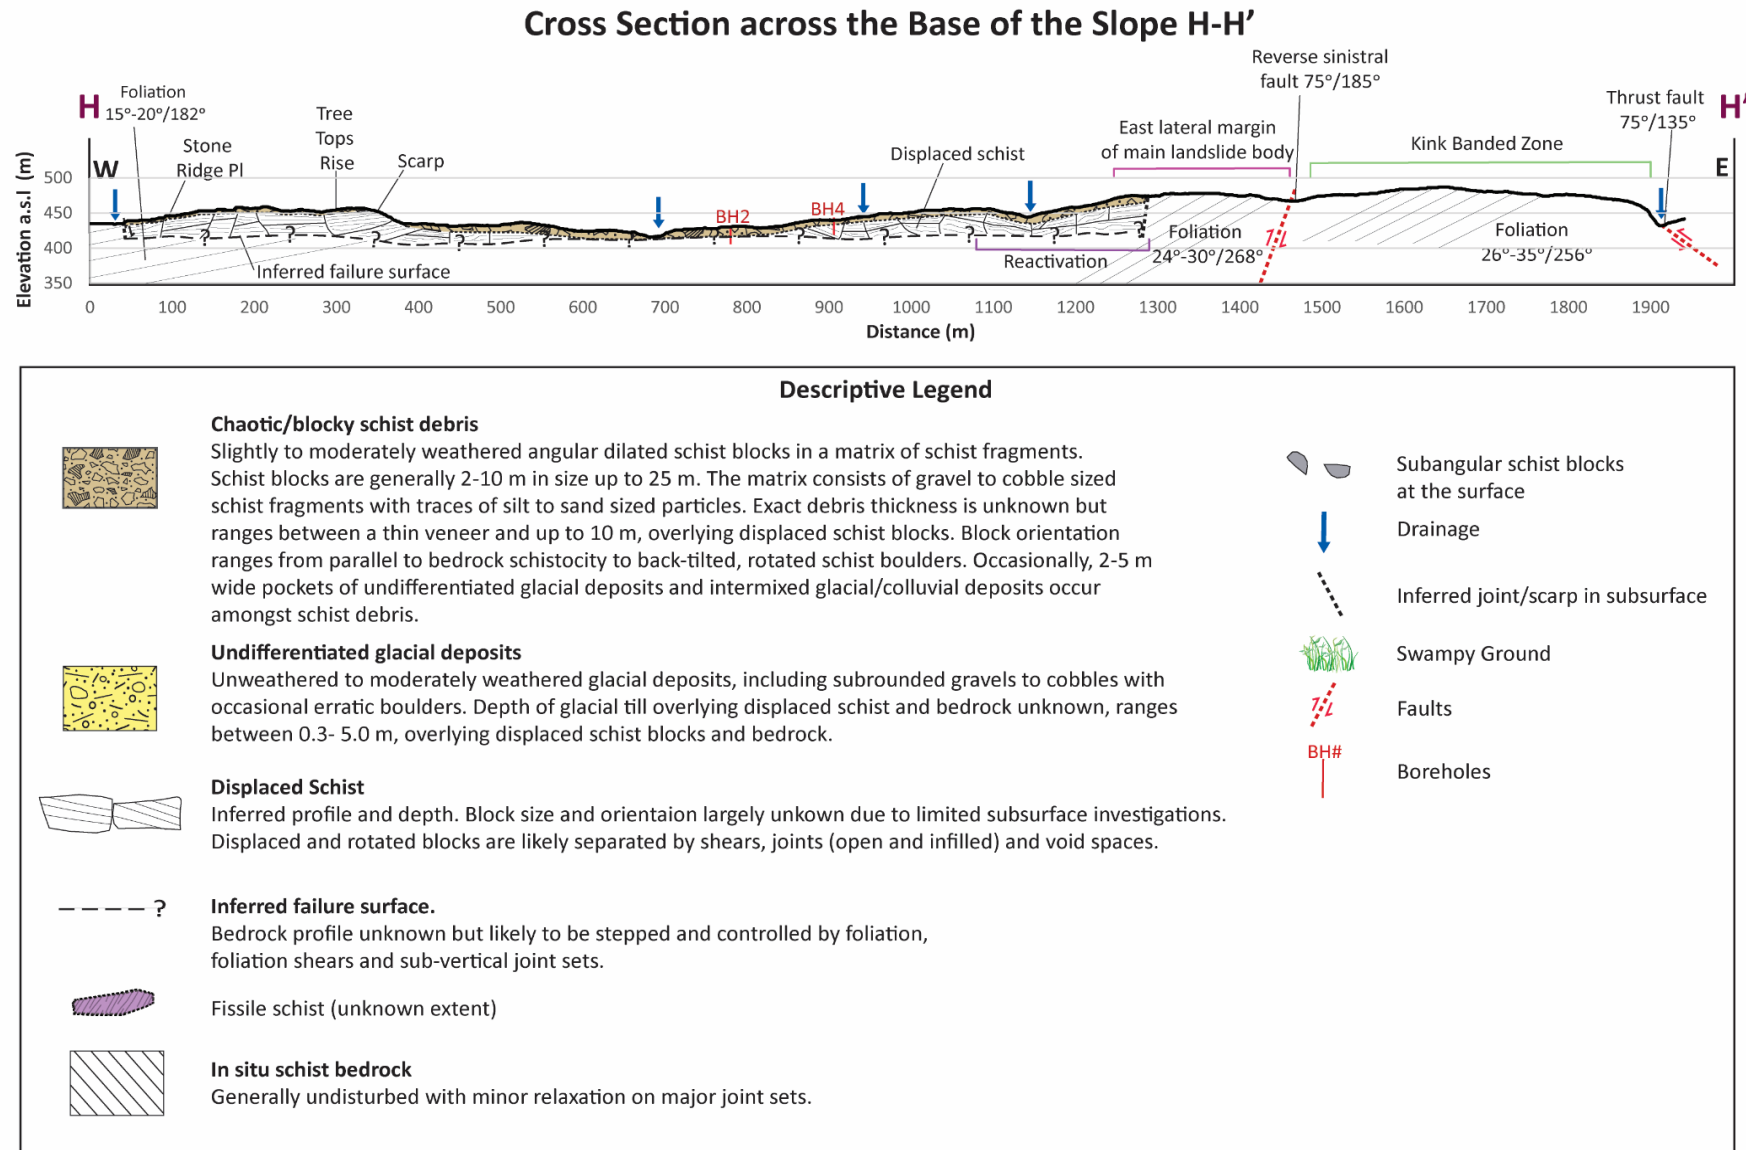 Cross Section across the Base of the Slope H-H’
Reverse sinistral
fault 75°/185°
Foliation
15°-20°/182°
H
Thrust fault
75°/135°
H’
Tree
Tops
Rise
East lateral margin
of main landslide body
Kink Banded Zone
Stone
Ridge Pl
Scarp
Displaced schist
W
E
Elevation a.s.l (m)
500
450
400
350
BH2
BH4
? ? ? ? ? ? ? ? ? ? ? ?
Foliation
24°-30°/268°
Foliation
26°-35°/256°
Reactivation
Inferred failure surface
0 100 200 300 400 500 600 700 800 900 1000 1100 1200 1300 1400 1500 1600 1700 1800 1900
Distance (m)
Descriptive Legend
Chaotic/blocky schist debris
Slightly to moderately weathered angular dilated schist blocks in a matrix of schist fragments.
Schist blocks are generally 2-10 m in size up to 25 m. The matrix consists of gravel to cobble sized
schist fragments with traces of silt to sand sized particles. Exact debris thickness is unknown but
ranges between a thin veneer and up to 10 m, overlying displaced schist blocks. Block orientation
ranges from parallel to bedrock schistocity to back-tilted, rotated schist boulders. Occasionally, 2-5 m
wide pockets of undifferentiated glacial deposits and intermixed glacial/colluvial deposits occur
amongst schist debris.
Undifferentiated glacial deposits
Unweathered to moderately weathered glacial deposits, including subrounded gravels to cobbles with
occasional erratic boulders. Depth of glacial till overlying displaced schist and bedrock unknown, ranges
between 0.3- 5.0 m, overlying displaced schist blocks and bedrock.
Displaced Schist
Inferred profile and depth. Block size and orientaion largely unkown due to limited subsurface investigations.
Displaced and rotated blocks are likely separated by shears, joints (open and infilled) and void spaces.
?
Inferred failure surface.
Bedrock profile unknown but likely to be stepped and controlled by foliation,
foliation shears and sub-vertical joint sets.
Fissile schist (unknown extent)
In situ schist bedrock
Generally undisturbed with minor relaxation on major joint sets.
Subangular schist blocks
at the surface
Drainage
Inferred joint/scarp in subsurface
Swampy Ground
Faults
BH#
Boreholes